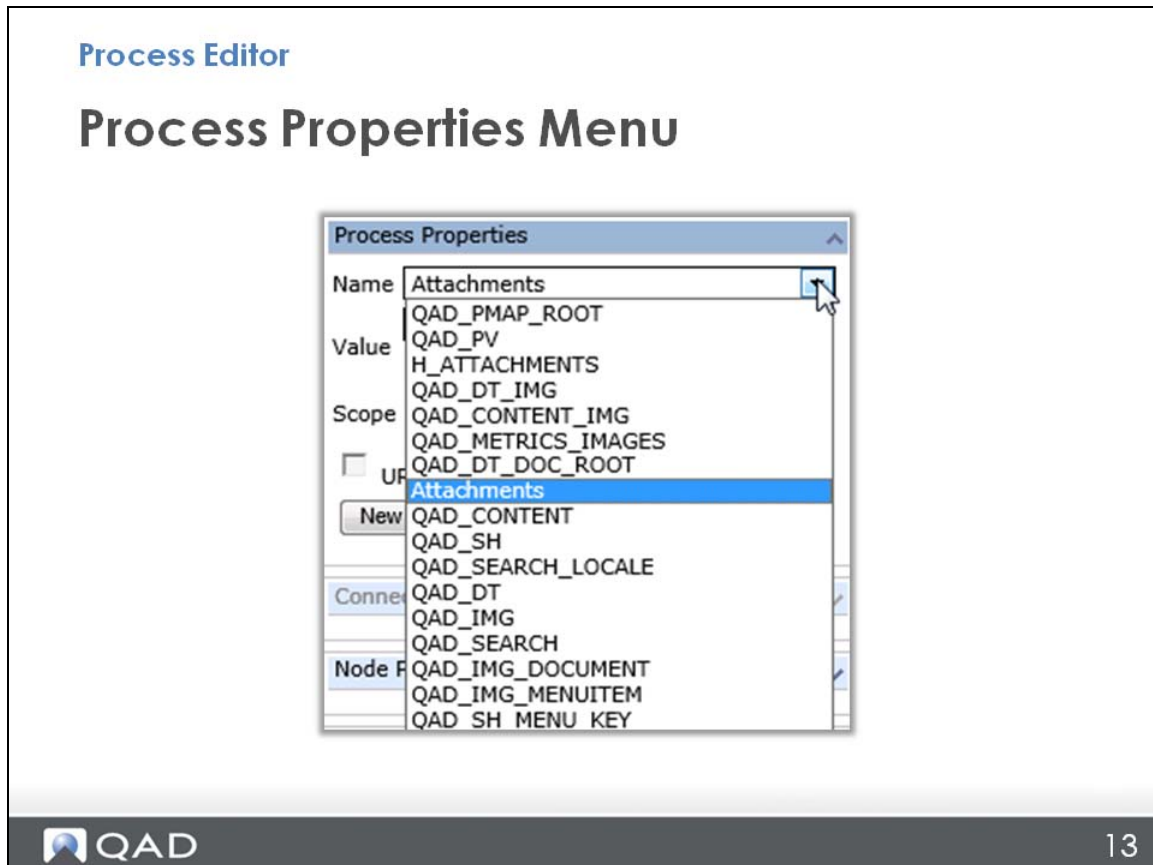 Process Editor
Process Properties Menu
Process Properties
Name Attachments
QAD_PMAP_ROOT
QAD_PV
Value
H_ATTACHMENTS
QAD_DT_IMG
Scope QAD_CONTENT_IMG
QAD_METRICS_IMAGES
QAD_DT_DOC_ROOT
Attachments
New QAD_CONTENT
QAD_SH
QAD_SEARCH_LOCALE
QAD_DT
QAD_IMG
QAD_SEARCH
Node QAD_IMG_DOCUMENT
QAD_IMG_MENUITEM
QAD_SH_MENU_KEY
QAD 13